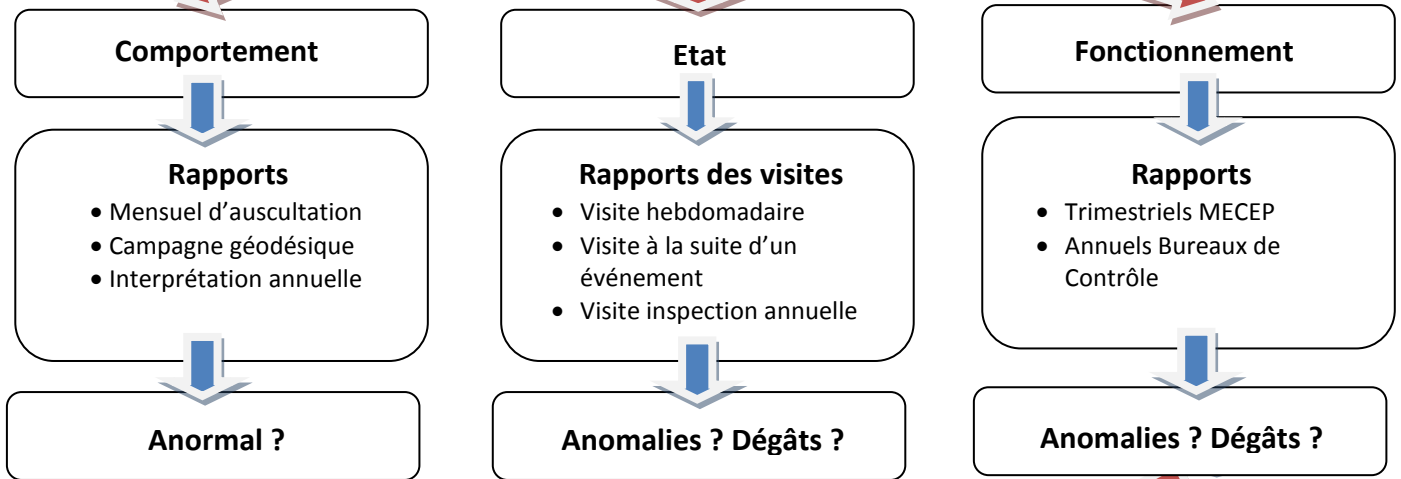 Comportement
Rapports
• Mensuel d’auscultation
• Campagne géodésique
• Interprétation annuelle
Anormal ?
Etat
Rapports des visites
• Visite hebdomadaire
• Visite à la suite d’un
événement
• Visite inspection annuelle
Anomalies ? Dégâts ?
Fonctionnement
Rapports
• Trimestriels MECEP
• Annuels Bureaux de
Contrôle
Anomalies ? Dégâts ?